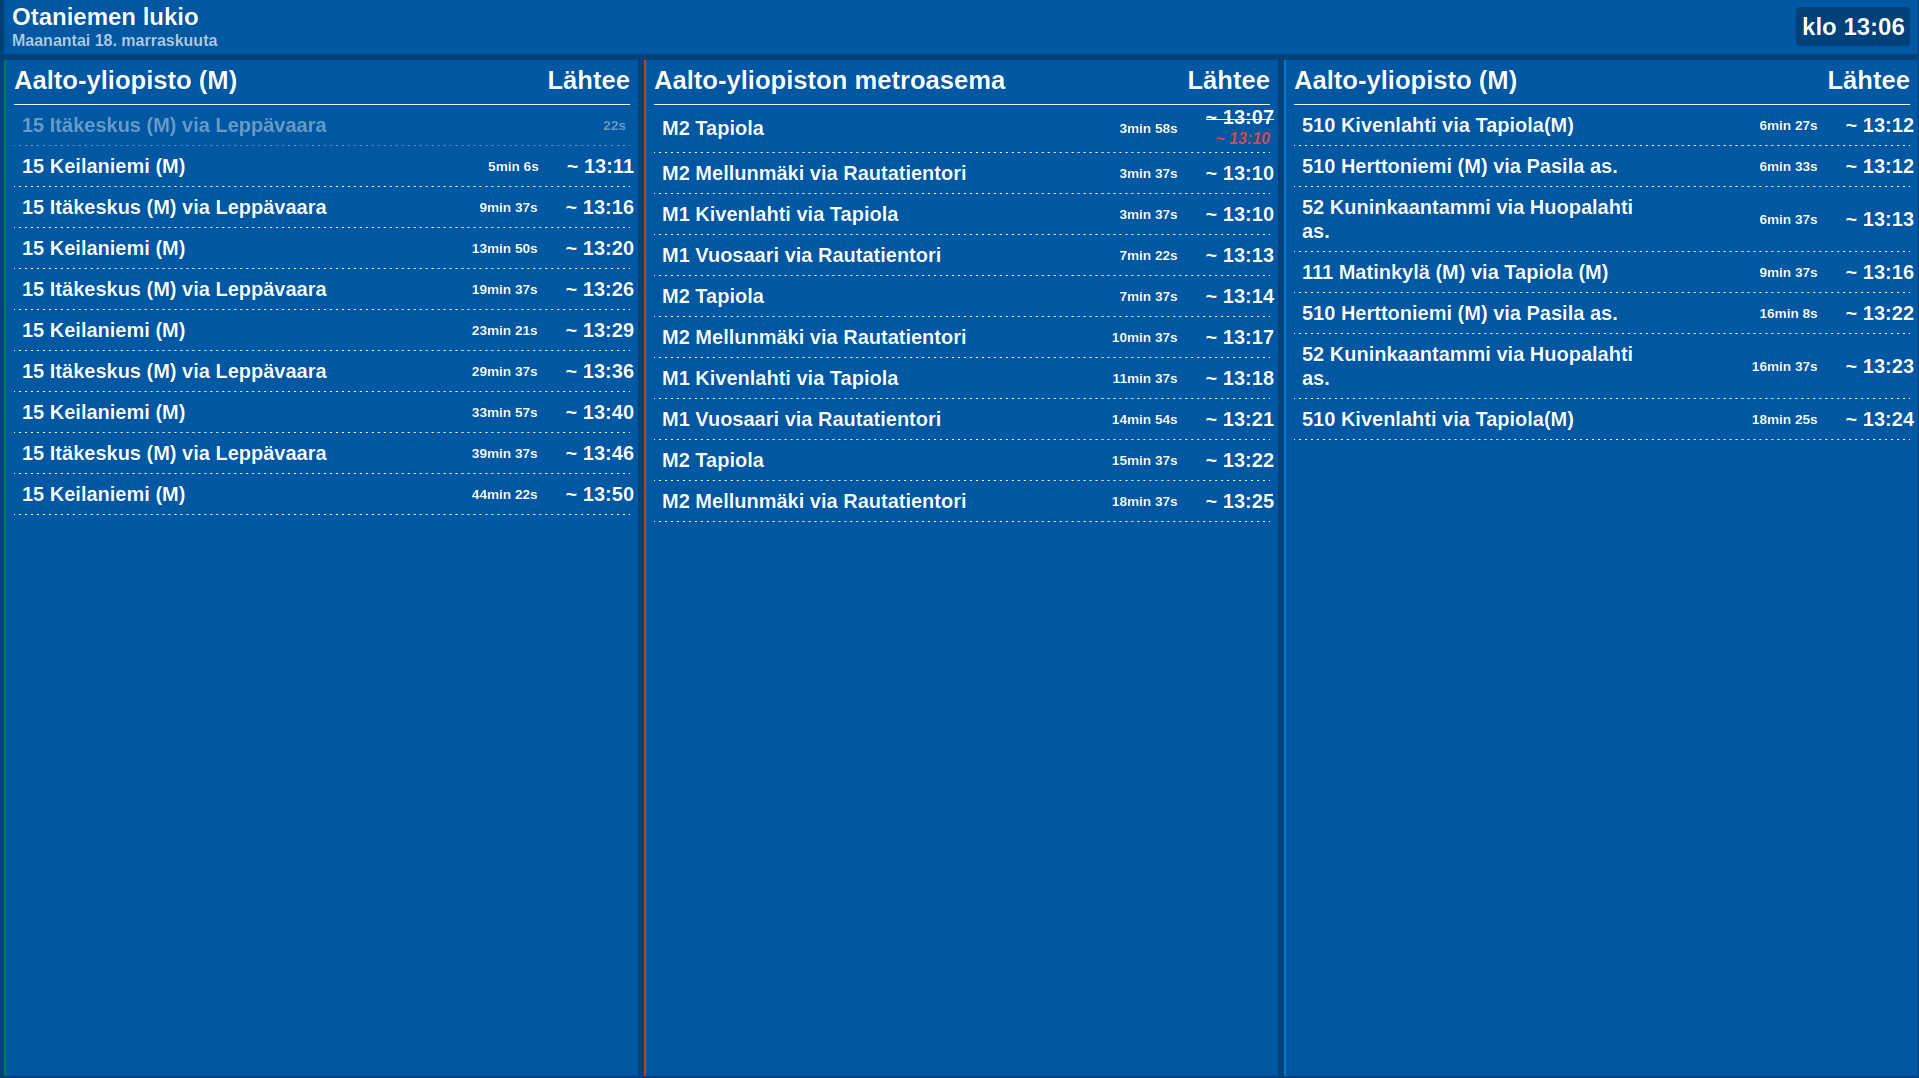 Otaniemen lukio
Maanantai 18. marraskuuta
klo 13:06
Aalto-yliopisto (M) Lähtee
15 Itäkeskus (M) via Leppävaara 22s
15 Keilaniemi (M) 5min 6s ~ 13:11
15 Itäkeskus (M) via Leppävaara 9min 37s ~ 13:16
15 Keilaniemi (M) 13min 50s ~ 13:20
15 Itäkeskus (M) via Leppävaara 19min 37s ~ 13:26
15 Keilaniemi (M) 23min 21s ~ 13:29
15 Itäkeskus (M) via Leppävaara 29min 37s ~ 13:36
15 Keilaniemi (M) 33min 57s ~ 13:40
15 Itäkeskus (M) via Leppävaara 39min 37s ~ 13:46
15 Keilaniemi (M) 44min 22s ~ 13:50
Aalto-yliopiston metroasema Lähtee
M2 Tapiola 3min 58s ~ 13:07
~ 13:10
M2 Mellunmäki via Rautatientori 3min 37s ~ 13:10
M1 Kivenlahti via Tapiola 3min 37s ~ 13:10
M1 Vuosaari via Rautatientori 7min 22s ~ 13:13
M2 Tapiola 7min 37s ~ 13:14
M2 Mellunmäki via Rautatientori 10min 37s ~ 13:17
M1 Kivenlahti via Tapiola 11min 37s ~ 13:18
M1 Vuosaari via Rautatientori 14min 54s ~ 13:21
M2 Tapiola 15min 37s ~ 13:22
M2 Mellunmäki via Rautatientori 18min 37s ~ 13:25
Aalto-yliopisto (M) Lähtee
510 Kivenlahti via Tapiola(M) 6min 27s ~ 13:12
510 Herttoniemi (M) via Pasila as. 6min 33s ~ 13:12
52 Kuninkaantammi via Huopalahti
as. 6min 37s ~ 13:13
111 Matinkylä (M) via Tapiola (M) 9min 37s ~ 13:16
510 Herttoniemi (M) via Pasila as. 16min 8s ~ 13:22
52 Kuninkaantammi via Huopalahti
as. 16min 37s ~ 13:23
510 Kivenlahti via Tapiola(M) 18min 25s ~ 13:24